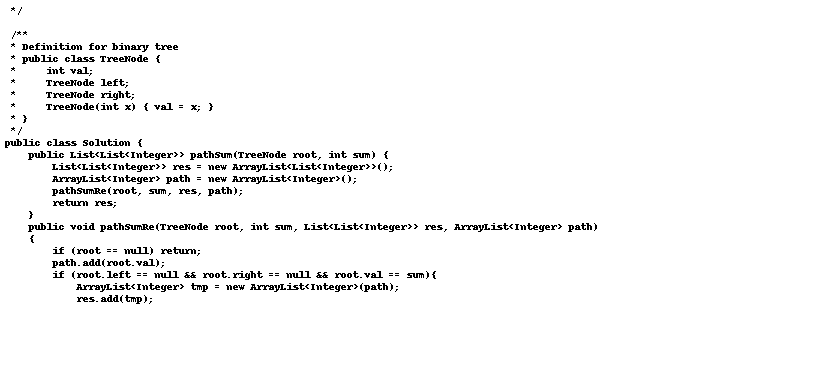 */

/**
* Definition for binary tree
* public class TreeNode {
*     int val;
*     TreeNode left;
*     TreeNode right;
*     TreeNode(int x) { val = x; }
* }
*/
public class Solution {
    public List<List<Integer>> pathSum(TreeNode root, int sum) {
        List<List<Integer>> res = new ArrayList<List<Integer>>();
        ArrayList<Integer> path = new ArrayList<Integer>();
        pathSumRe(root, sum, res, path);
        return res;
    }
    public void pathSumRe(TreeNode root, int sum, List<List<Integer>> res, ArrayList<Integer> path)
    {
        if (root == null) return;
        path.add(root.val);
        if (root.left == null && root.right == null && root.val == sum){
            ArrayList<Integer> tmp = new ArrayList<Integer>(path);
            res.add(tmp);